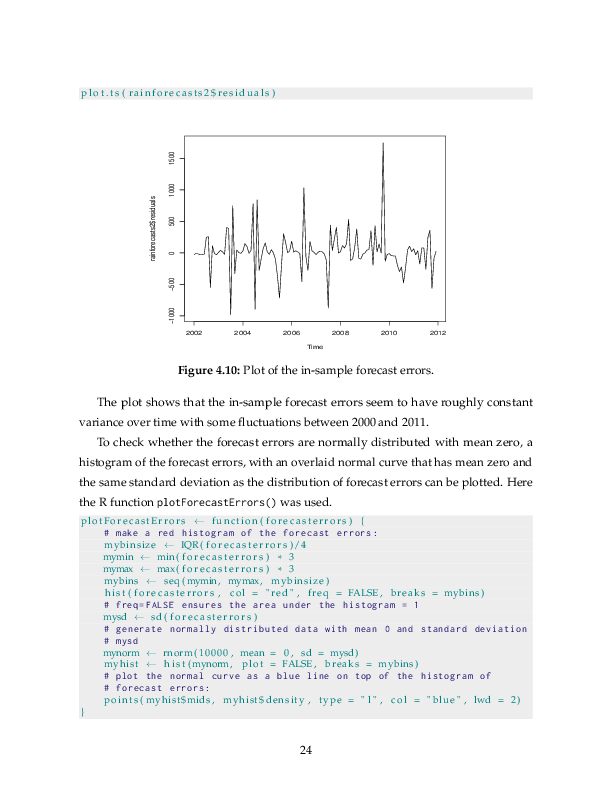 plot.ts(rainforecasts2$residuals)
rainforecasts2$residuals
1500
1000
500
0
−500
−1000
2002 2004 2006 2008 2010 2012
Time
Figure 4.10: Plot of the in-sample forecast errors.
The plot shows that the in-sample forecast errors seem to have roughly constant
variance over time with some fluctuations between 2000 and 2011.
To check whether the forecast errors are normally distributed with mean zero, a
histogram of the forecast errors, with an overlaid normal curve that has mean zero and
the same standard deviation as the distribution of forecast errors can be plotted. Here
the R function plotForecastErrors() was used.
plotForecastErrors ← function(forecasterrors) {
# make a red histogram of the forecast errors:
mybinsize ← IQR(forecasterrors)/4
mymin ← min(forecasterrors) * 3
mymax ← max(forecasterrors) * 3
mybins ← seq(mymin, mymax, mybinsize)
hist(forecasterrors, col = "red", freq = FALSE, breaks = mybins)
# freq=FALSE ensures the area under the histogram = 1
mysd ← sd(forecasterrors)
# generate normally distributed data with mean 0 and standard deviation
# mysd
mynorm ← rnorm(10000, mean = 0, sd = mysd)
myhist ← hist(mynorm, plot = FALSE, breaks = mybins)
# plot the normal curve as a blue line on top of the histogram of
# forecast errors:
points(myhist$mids, myhist$density, type = "l", col = "blue", lwd = 2)
}
24